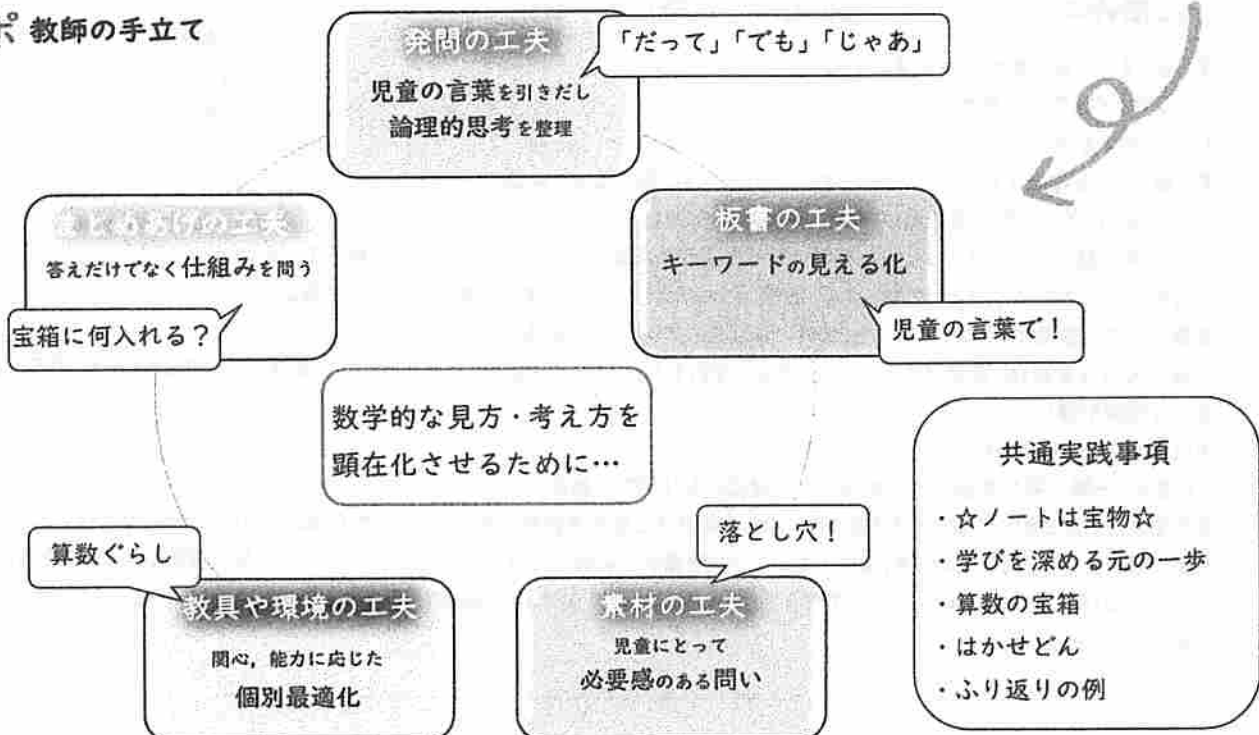 教師の手立て
発問の工夫
児童の言葉を引きだし
論理的思考を整理
「だって」「でも」「じゃあ」
まとめあげの工夫
答えだけでなく仕組みを問う
宝箱に何入れる？
板書の工夫
キーワードの見える化
児童の言葉で！
数学的な見方・考え方を
顕在化させるために…
算数ぐらし
教具や環境の工夫
関心，能力に応じた
個別最適化
落とし穴！
素材の工夫
児童にとって
必要感のある問い
共通実践事項
・☆ノートは宝物☆
・学びを深める元の一歩
・算数の宝箱
・はかせどん
・ふり返りの例